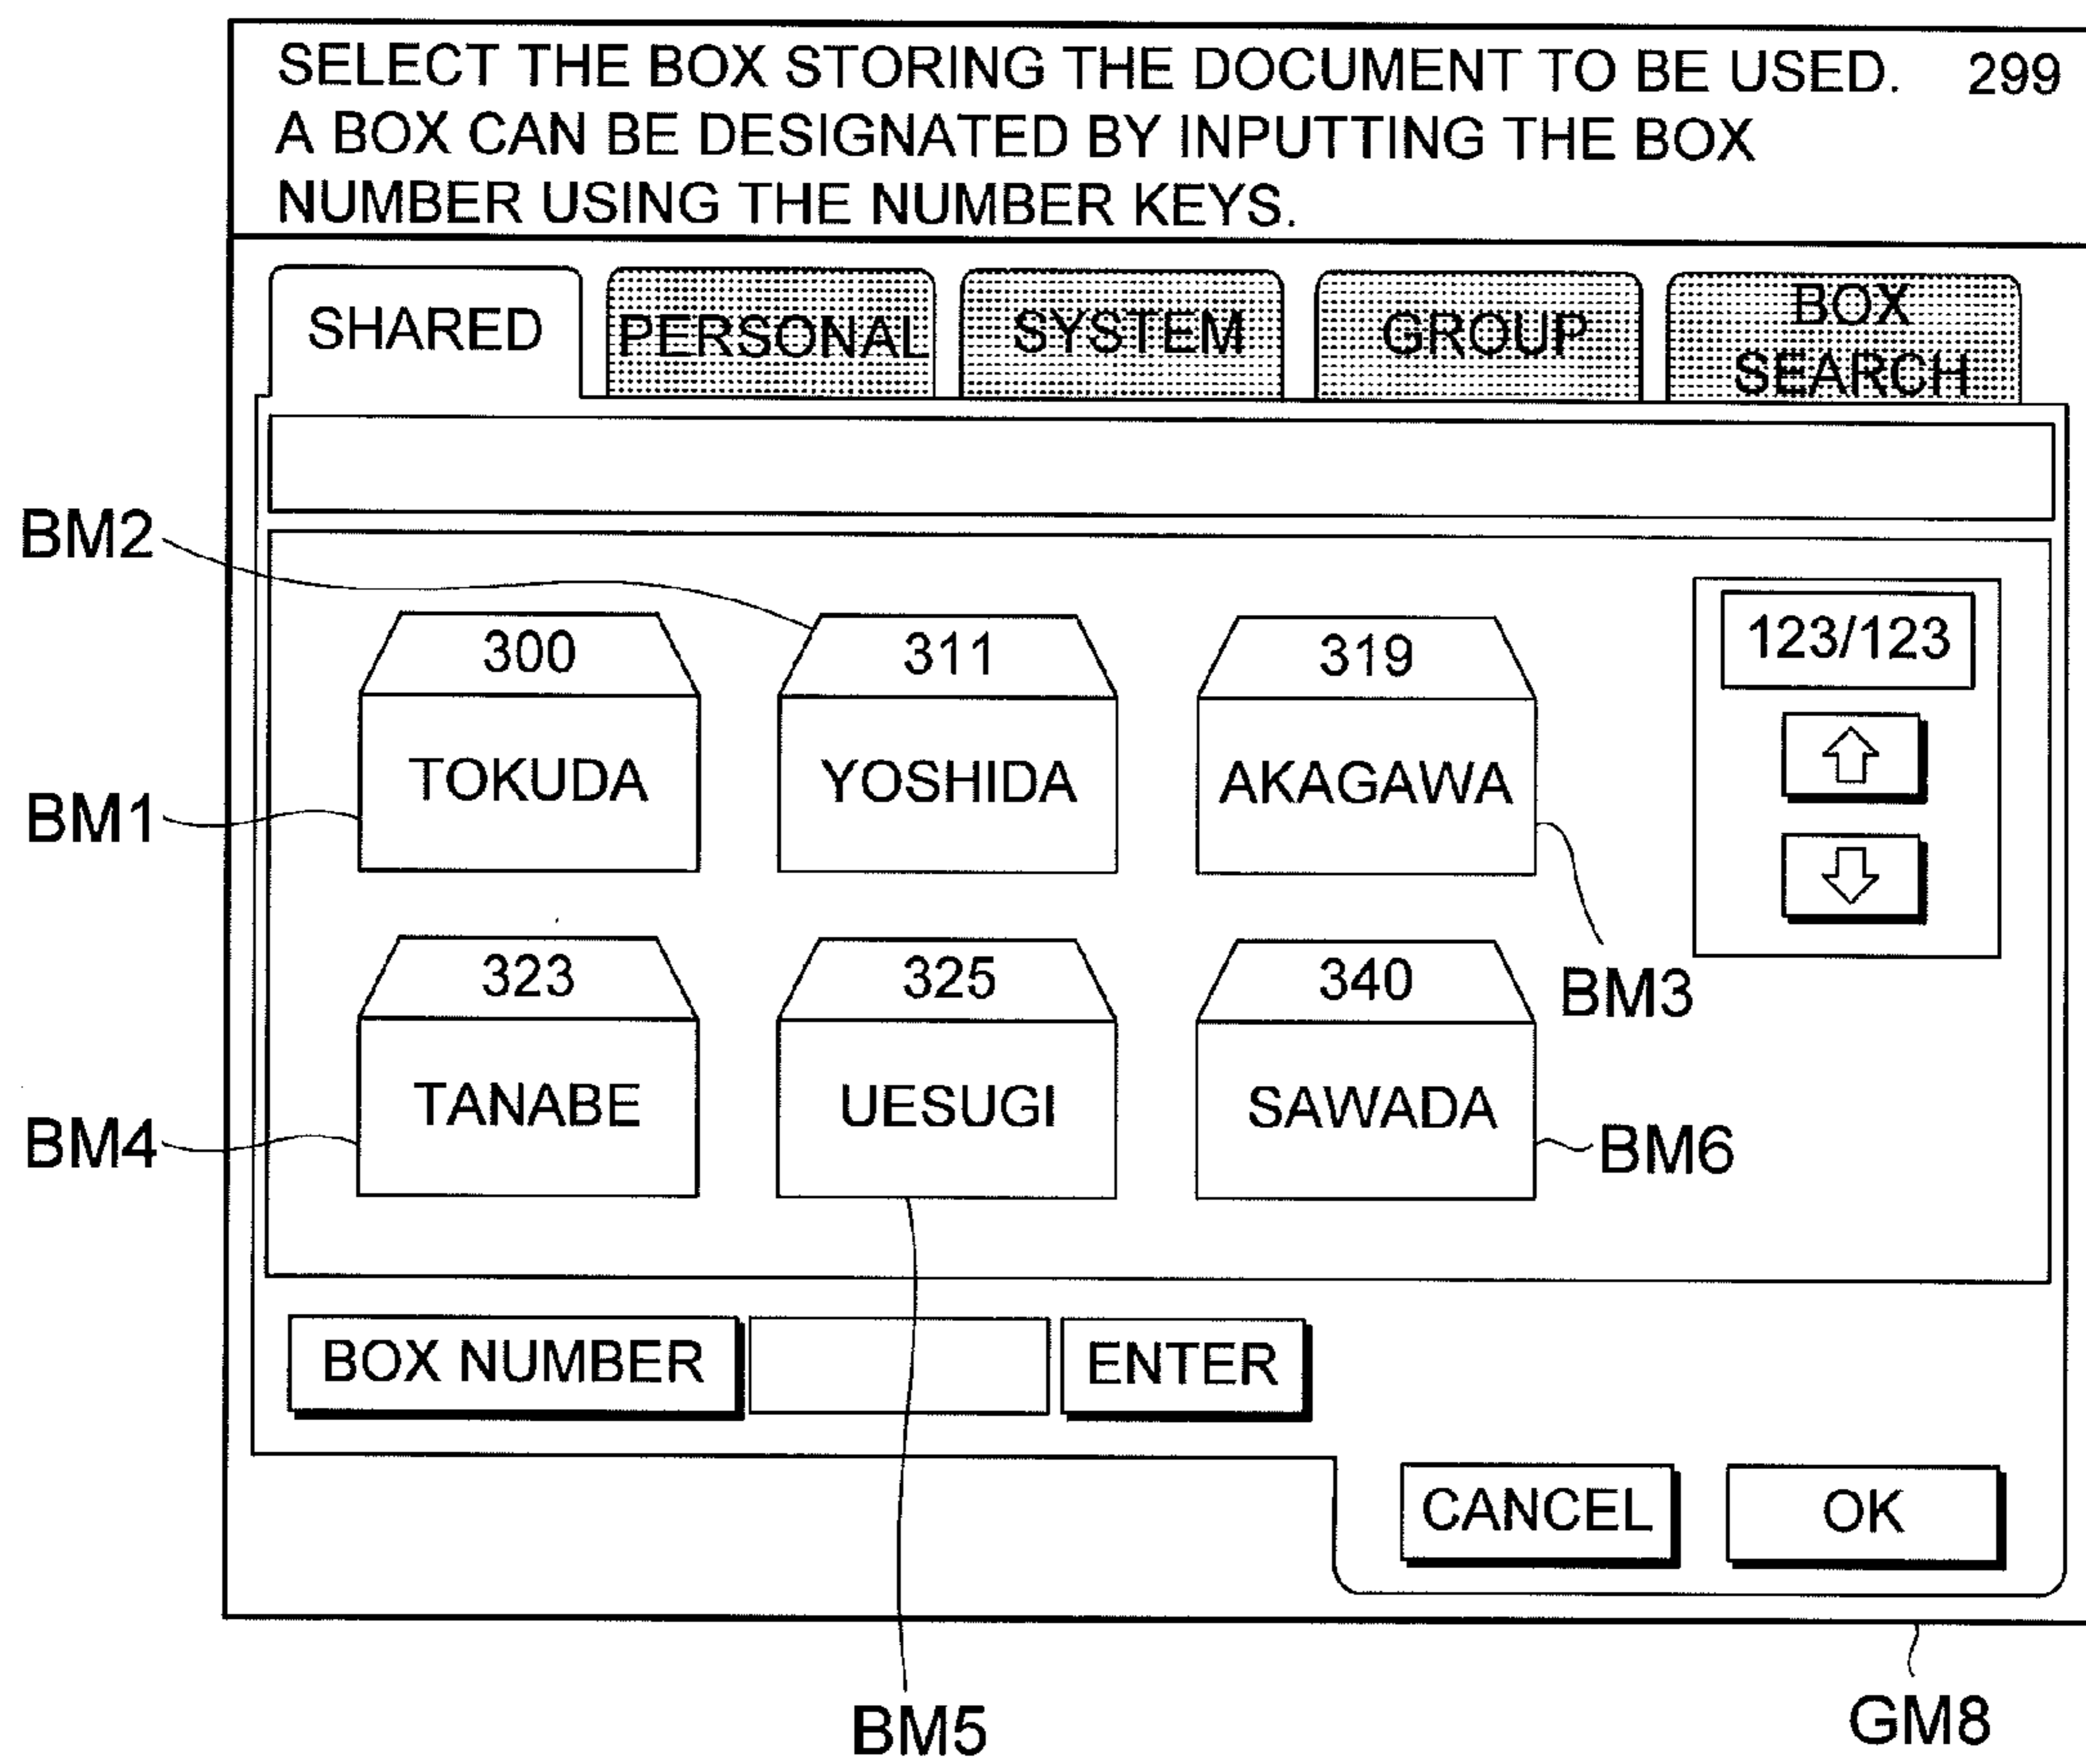 SELECT THE BOX STORING THE DOCUMENT TO BE USED. 299
A BOX CAN BE DESIGNATED BY INPUTTING THE BOX
NUMBER USING THE NUMBER KEYS.
SHARED
PERSONAL
SYSTEM
GROUP
BOX
SEARCH
BM2
300
311
319
123/123
TOKUDA
YOSHIDA
AKAGAWA
BM1
323
325
340
BM3
TANABE
UESUGI
SAWADA
BM4
BM6
BOX NUMBER
ENTER
CANCEL
OK
BM5
GM8